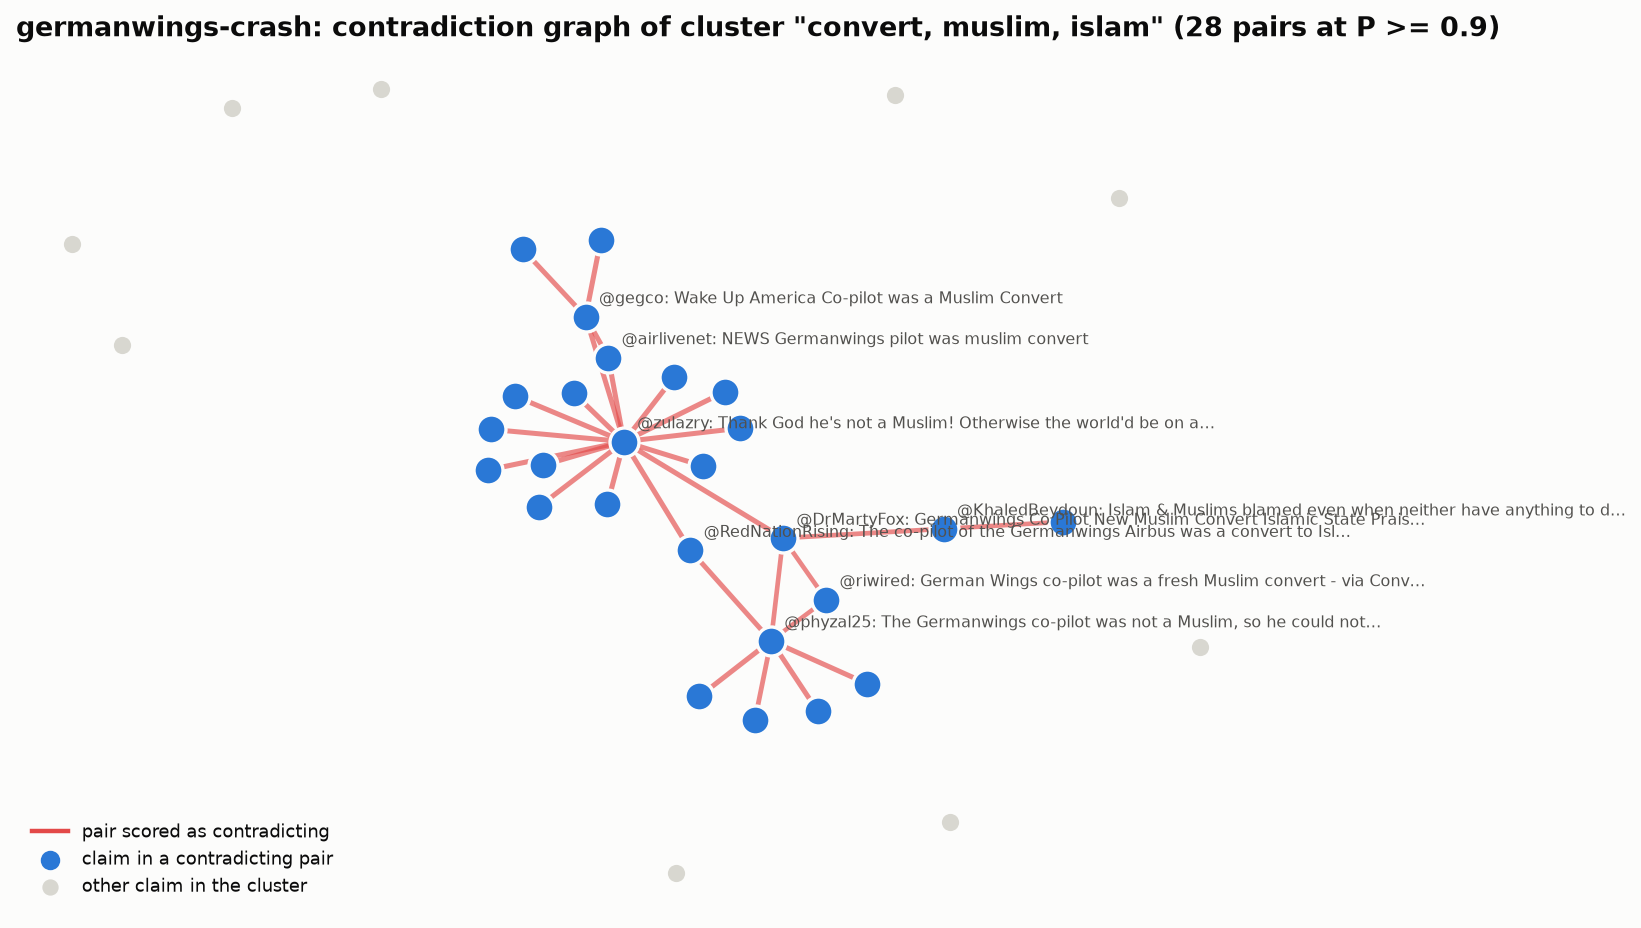 germanwings-crash: contradiction graph of cluster "convert, muslim, islam" (28 pairs at P >= 0.9)
@gegco: Wake Up America Co-pilot was a Muslim Convert
@airlivenet: NEWS Germanwings pilot was muslim convert
@zulazry: Thank God he's not a Muslim! Otherwise the world'd be on a…
@KhaledBeydoun: Islam & Muslims blamed even when neither have anything to d…
@DrMartyFox: Germanwings CoPilot New Muslim Convert Islamic State Prais…
@RedNationRising: The co-pilot of the Germanwings Airbus was a convert to Isl…
@riwired: German Wings co-pilot was a fresh Muslim convert - via Conv…
@phyzal25: The Germanwings co-pilot was not a Muslim, so he could not…
pair scored as contradicting
claim in a contradicting pair
other claim in the cluster